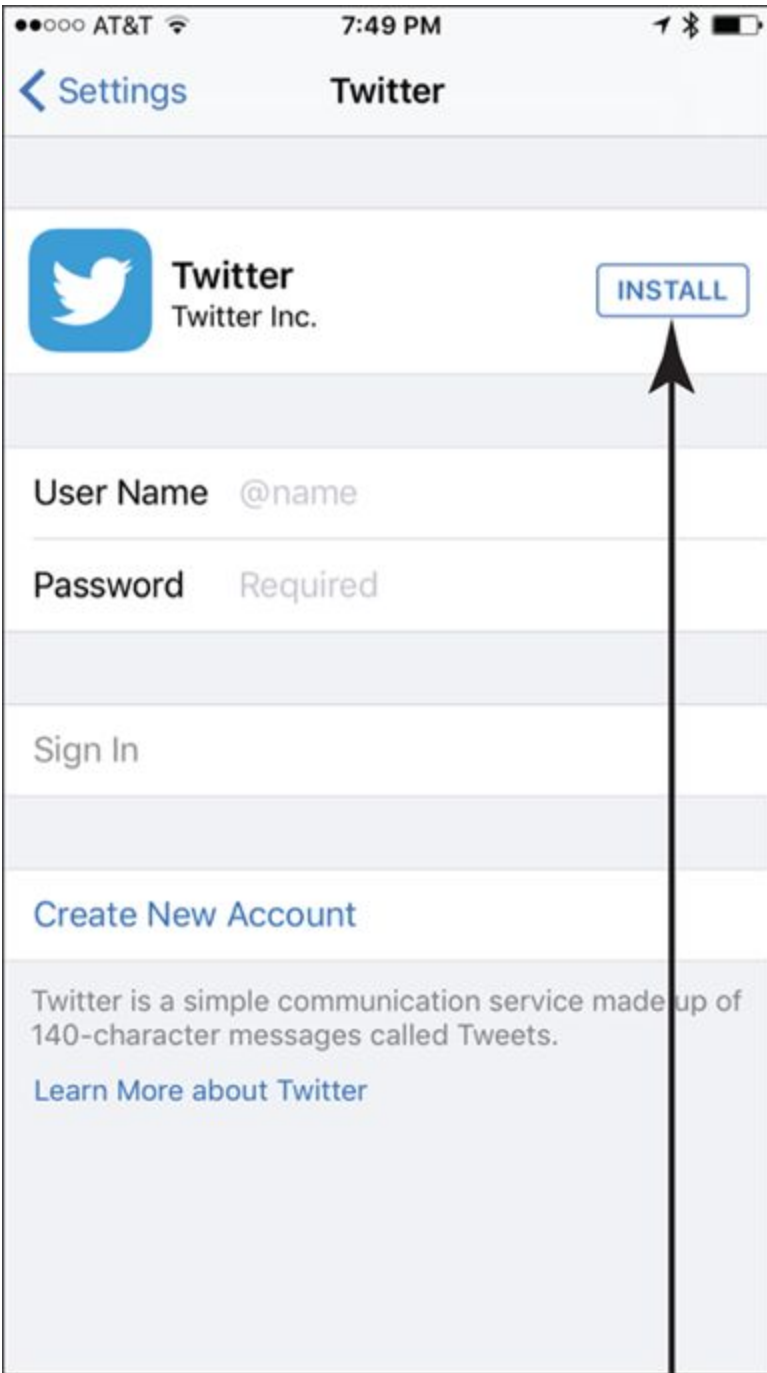 AT&T 7:49 PM
Settings Twitter
Twitter
Twitter Inc.
INSTALL
User Name @name
Password Required
Sign In
Create New Account
Twitter is a simple communication service made up of
140-character messages called Tweets.
Learn More about Twitter